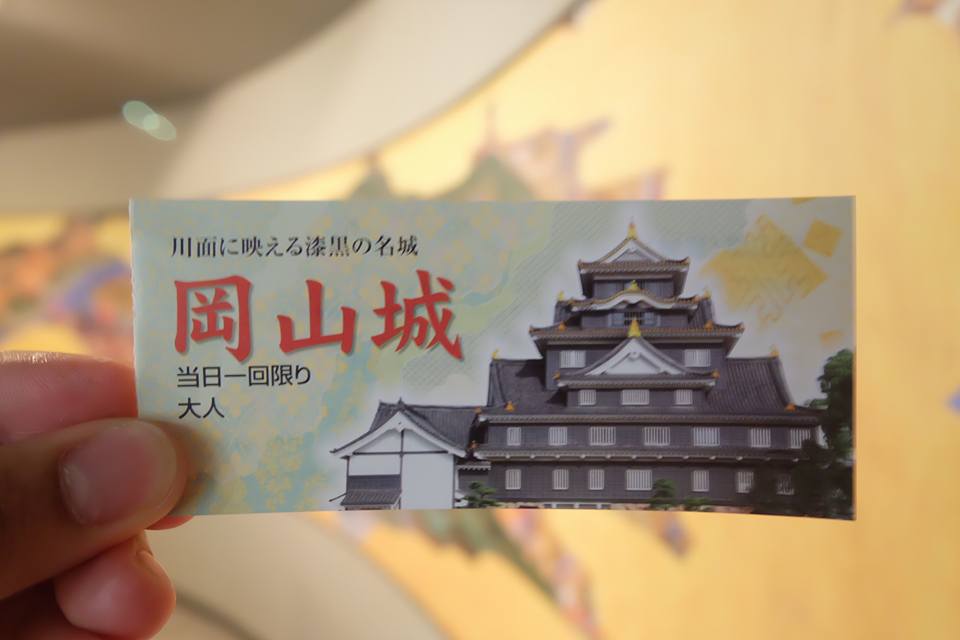 川面に映える漆黒の名城
岡山城
当日一回限り
大人